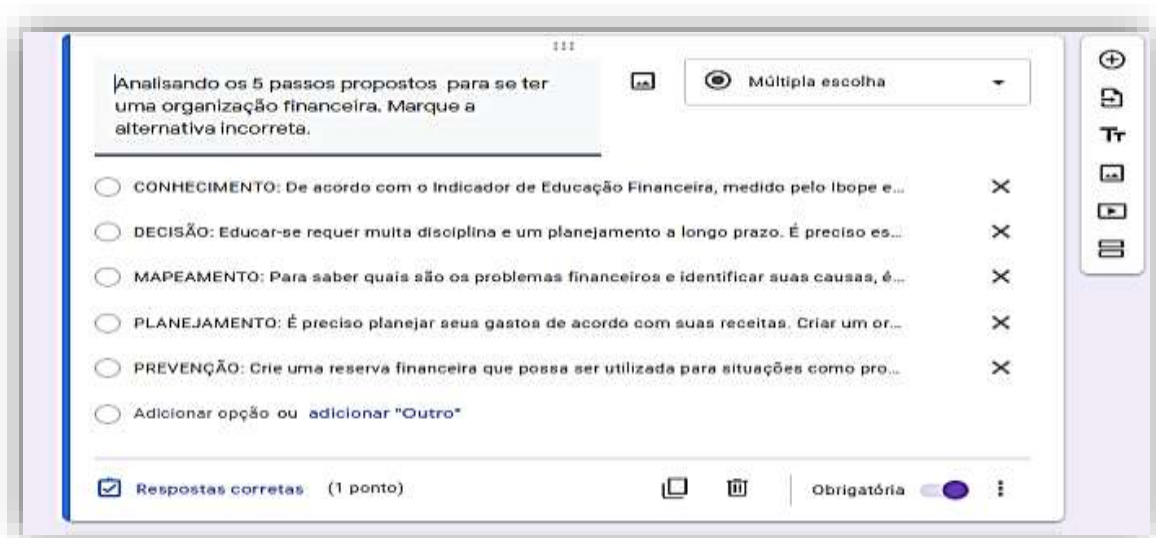 Analisando os 5 passos propostos para se ter
uma organização financeira. Marque a
alternativa incorreta.
Múltipla escolha
CONHECIMENTO: De acordo com o Indicador de Educação Financeira, medido pelo Ibope e...
DECISÃO: Educar-se requer muita disciplina e um planejamento a longo prazo. É preciso es...
MAPEAMENTO: Para saber quais são os problemas financeiros e identificar suas causas, é...
PLANEJAMENTO: É preciso planejar seus gastos de acordo com suas receitas. Criar um or...
PREVENÇÃO: Crie uma reserva financeira que possa ser utilizada para situações como pro...
Adicionar opção ou adicionar "Outro"
Respostas corretas (1 ponto)
Obrigatória
Tт